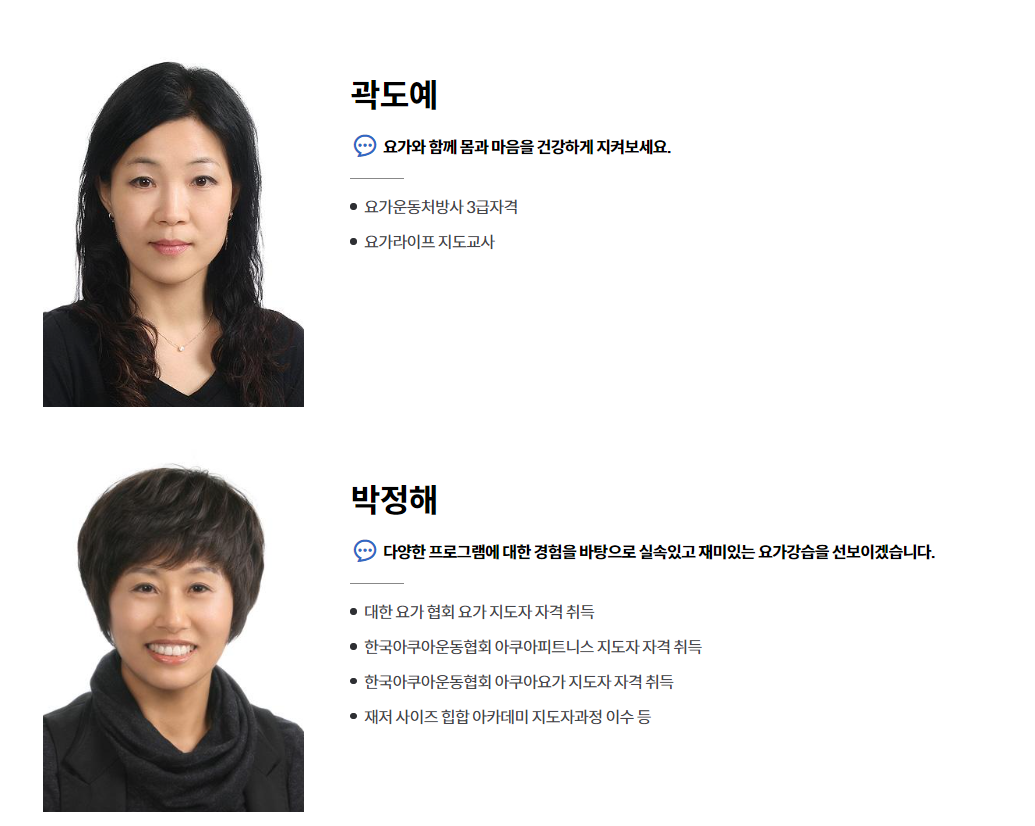 곽도예
요가와 함께 몸과 마음을 건강하게 지켜보세요.
요가운동처방사 3급자격
요가라이프 지도교사
박정해
다양한 프로그램에 대한 경험을 바탕으로 실속있고 재미있는 요가강습을 선보이겠습니다.
대한 요가 협회 요가 지도자 자격 취득
한국아쿠아운동협회 아쿠아피트니스 지도자 자격 취득
한국아쿠아운동협회 아쿠아요가 지도자 자격 취득
재저 사이즈 힙합 아카데미 지도자과정 이수 등